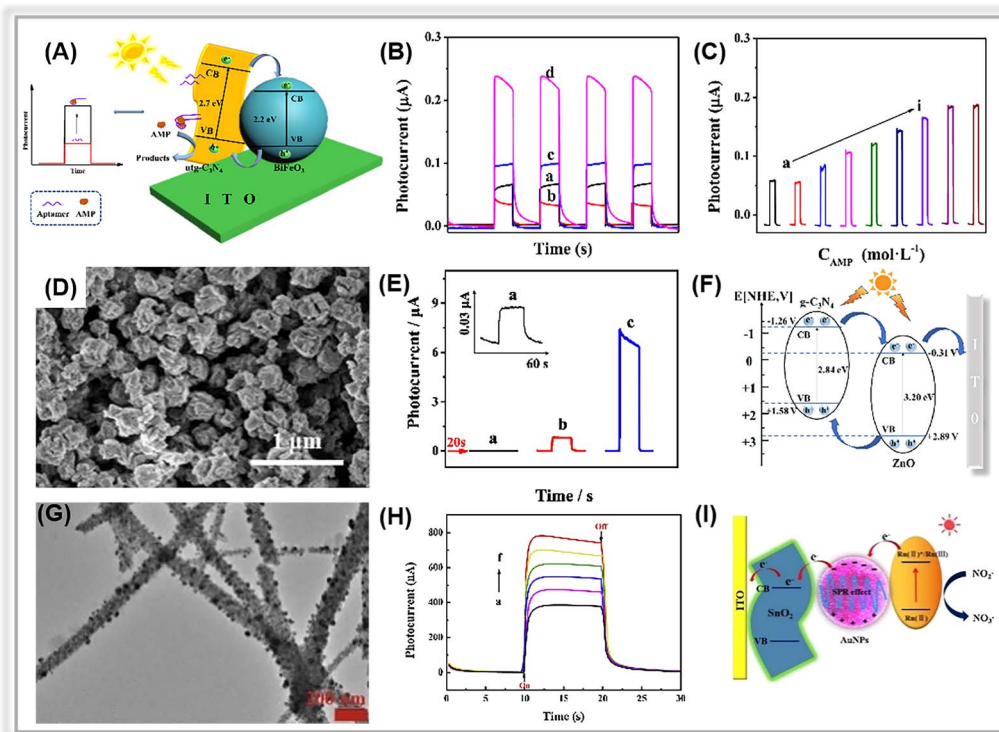 (A)
Photocurrent
Time
Aptamer
AMP
AMP
Products
CB
2.7 eV
VB
e⁻
h⁺
utg-C₃N₄
CB
2.2 eV
VB
e⁻
h⁺
BiFeO₃
I T O
(B)
Photocurrent (μA)
0.3
0.2
0.1
0.0
d
c
a
b
Time (s)
(C)
Photocurrent (μA)
0.3
0.2
0.1
0.0
a
i
C_AMP (mol·L⁻¹)
(D)
1 μm
(E)
Photocurrent / μA
9
6
3
0
0.03 μA
a
60 s
20s
a
b
c
Time / s
(F)
E[NHE,V]
-1
0
+1
+2
+3
g-C₃N₄
-1.26 V
e⁻ e⁻
CB
2.84 eV
VB
+1.58 V
h⁺ h⁺
e⁻ e⁻
CB
-0.31 V
3.20 eV
VB
+2.89 V
h⁺ h⁺
ZnO
I T O
(G)
200 nm
(H)
Photocurrent (μA)
800
600
400
200
0
f
a
On
Off
0
10
20
30
Time (s)
(I)
ITO
e⁻
CB
e⁻
SnO₂
VB
e⁻
SPR effect
AuNPs
e⁻
Ru(II)*/Ru(III)
Ru(II)
NO₂⁻
NO₃⁻